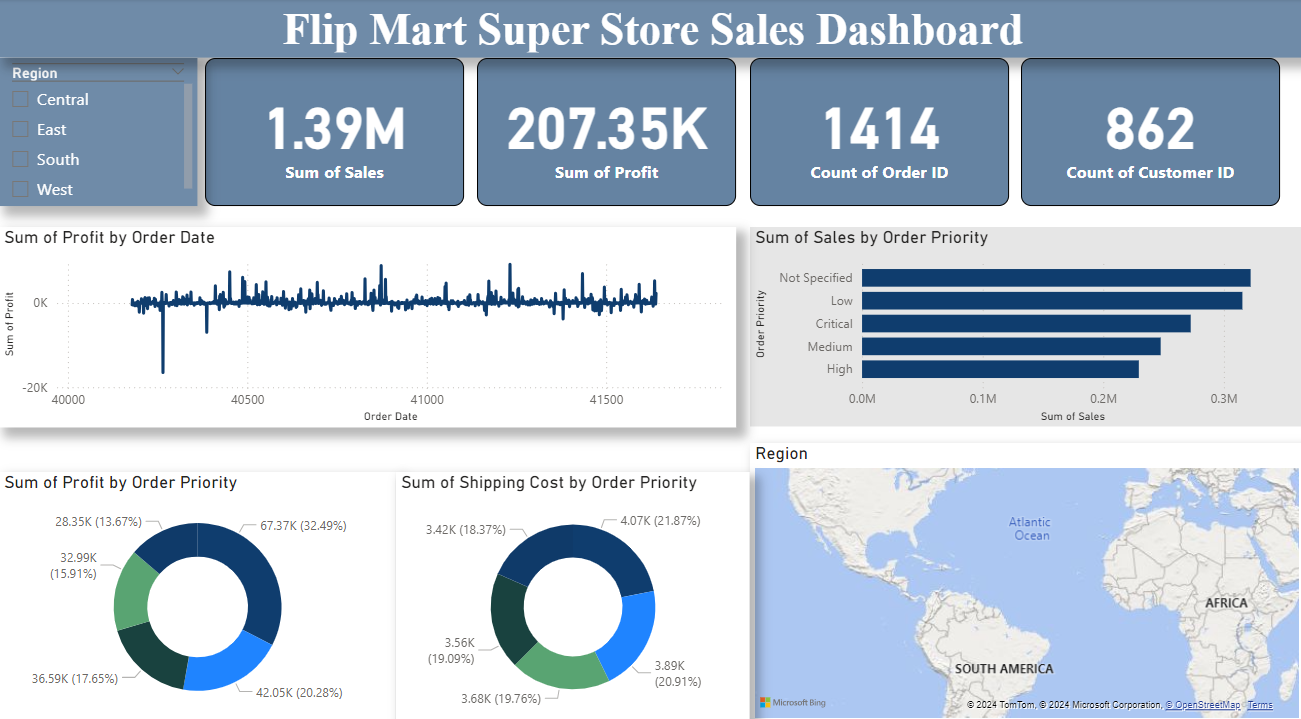 Flip Mart Super Store Sales Dashboard
Region
Central
East
South
West
1.39M
Sum of Sales
207.35K
Sum of Profit
1414
Count of Order ID
862
Count of Customer ID
Sum of Profit by Order Date
Sum of Profit
0K
-20K
40000 40500 41000 41500
Order Date
Sum of Sales by Order Priority
Order Priority
Not Specified
Low
Critical
Medium
High
0.0M 0.1M 0.2M 0.3M
Sum of Sales
Sum of Profit by Order Priority
28.35K (13.67%)
67.37K (32.49%)
32.99K
(15.91%)
36.59K (17.65%)
42.05K (20.28%)
Sum of Shipping Cost by Order Priority
3.42K (18.37%)
4.07K (21.87%)
3.56K
(19.09%)
3.89K
(20.91%)
3.68K (19.76%)
Region
Atlantic
Ocean
AFRICA
SOUTH AMERICA
Microsoft Bing
© 2024 TomTom, © 2024 Microsoft Corporation, © OpenStreetMap Terms